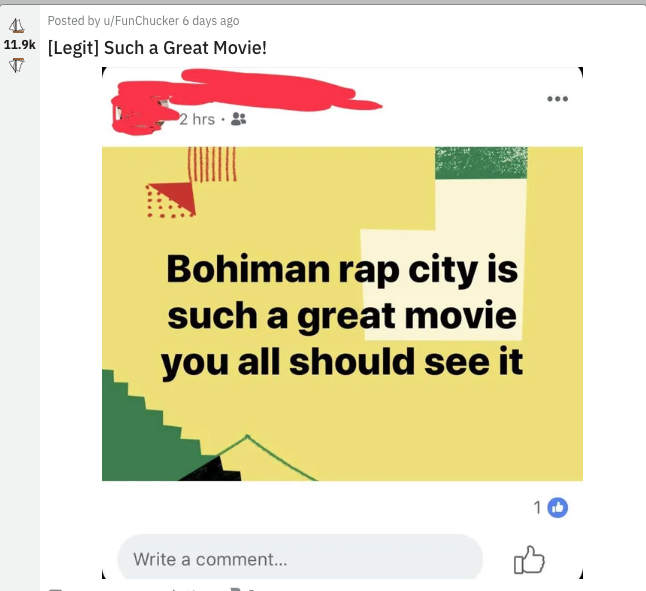 Posted by u/FunChucker 6 days ago
11.9k
[Legit] Such a Great Movie!
2 hrs ·
Bohiman rap city is
such a great movie
you all should see it
1
Write a comment...